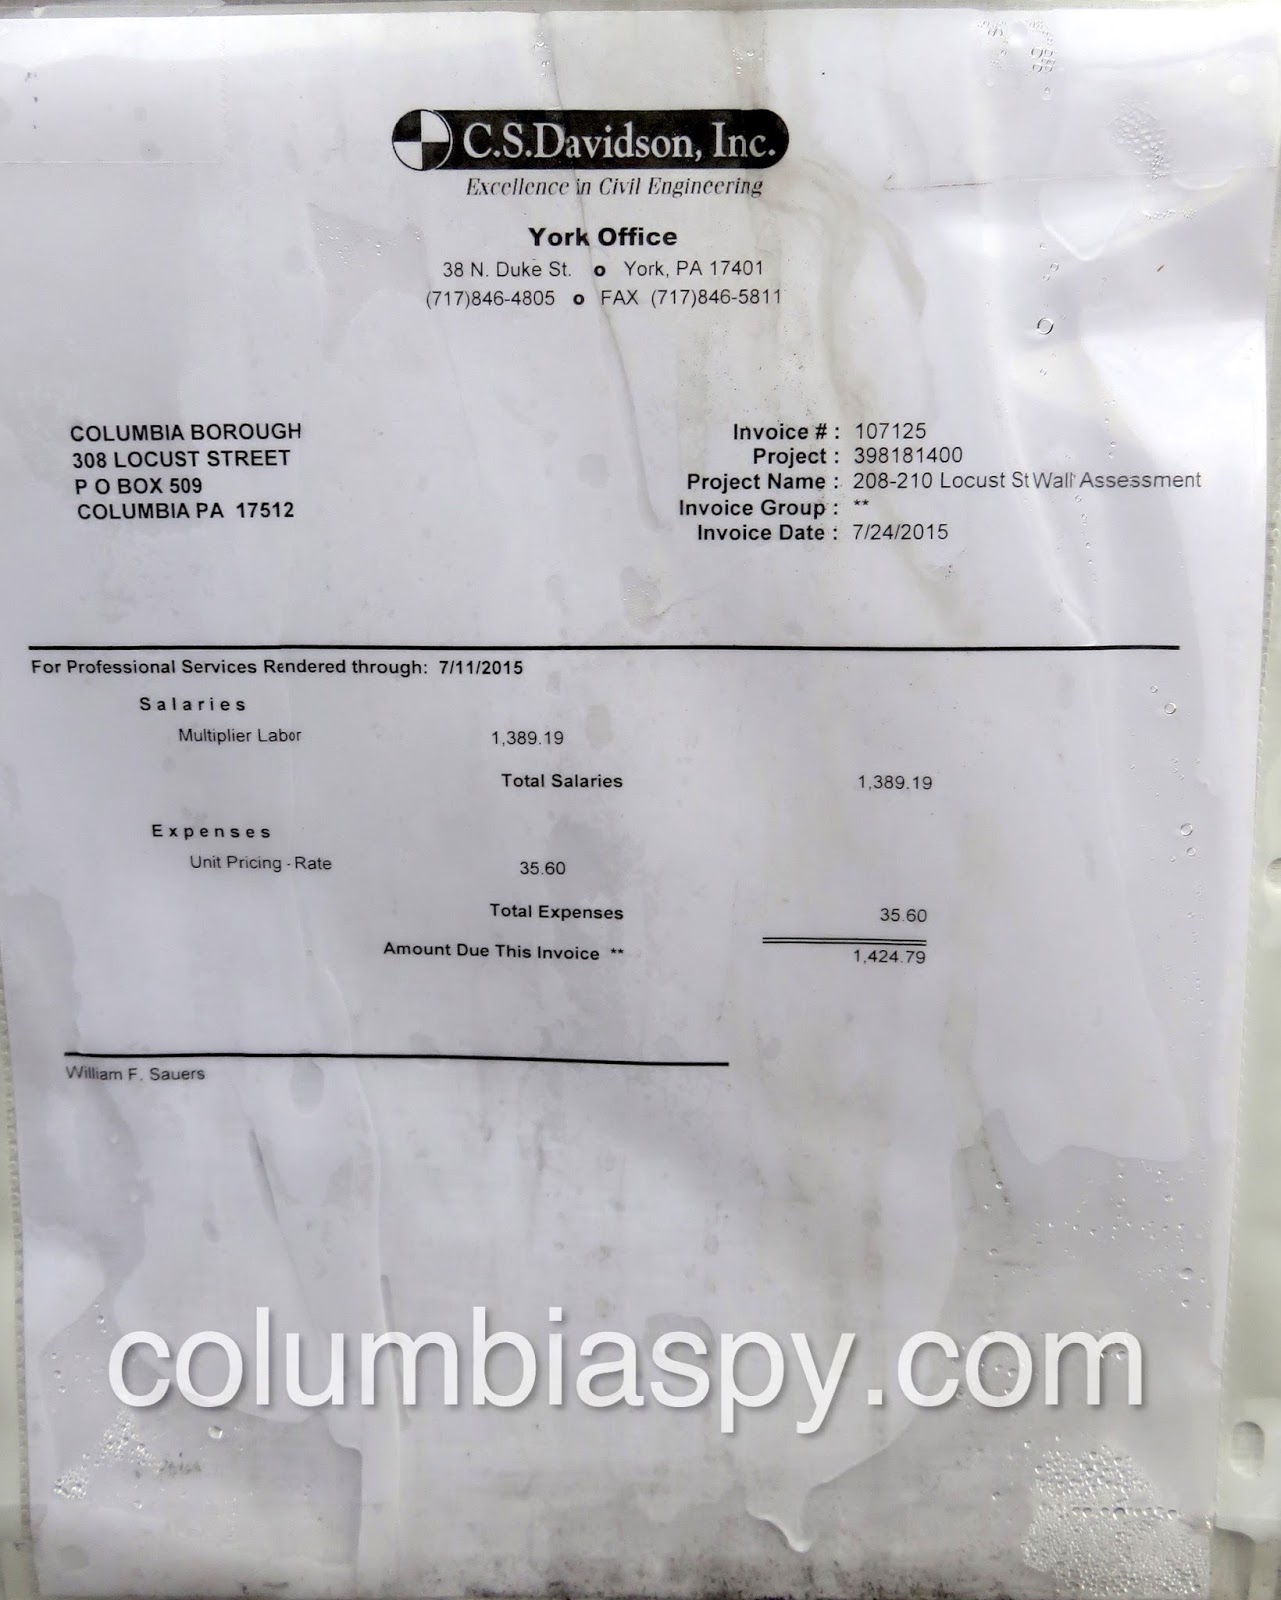 C.S.Davidson, Inc.
Excellence in Civil Engineering
York Office
38 N. Duke St. o York, PA 17401
(717)846-4805 o FAX (717)846-5811
COLUMBIA BOROUGH
308 LOCUST STREET
P O BOX 509
COLUMBIA PA 17512
Invoice # : 107125
Project : 398181400
Project Name : 208-210 Locust St Wall Assessment
Invoice Group : **
Invoice Date : 7/24/2015
For Professional Services Rendered through: 7/11/2015
Salaries
Multiplier Labor 1,389.19
Total Salaries 1,389.19
Expenses
Unit Pricing - Rate 35.60
Total Expenses 35.60
Amount Due This Invoice ** 1,424.79
William F. Sauers
columbiaspy.com